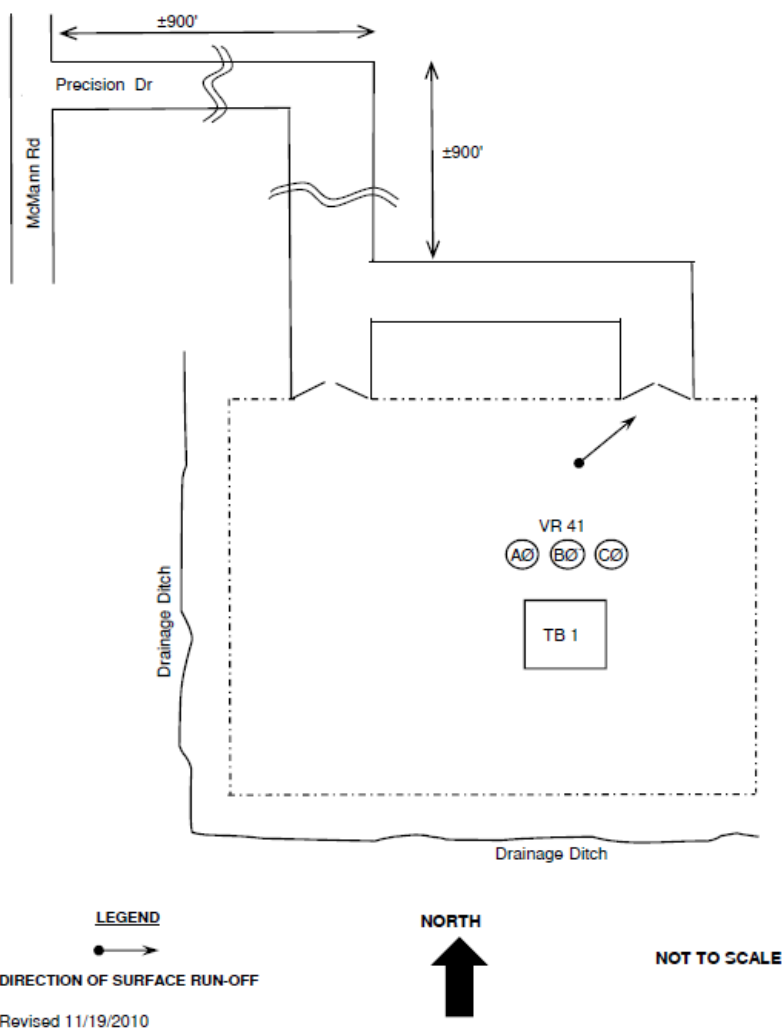 ±900'
Precision Dr
±900'
McMann Rd
VR 41
AØ BØ CØ
TB 1
Drainage Ditch
Drainage Ditch
LEGEND
NORTH
NOT TO SCALE
DIRECTION OF SURFACE RUN-OFF
Revised 11/19/2010